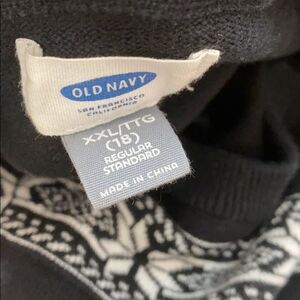 OLD NAVY
SAN FRANCISCO
CALIFORNIA
XXL/TTG
(18)
REGULAR
STANDARD
MADE IN CHINA